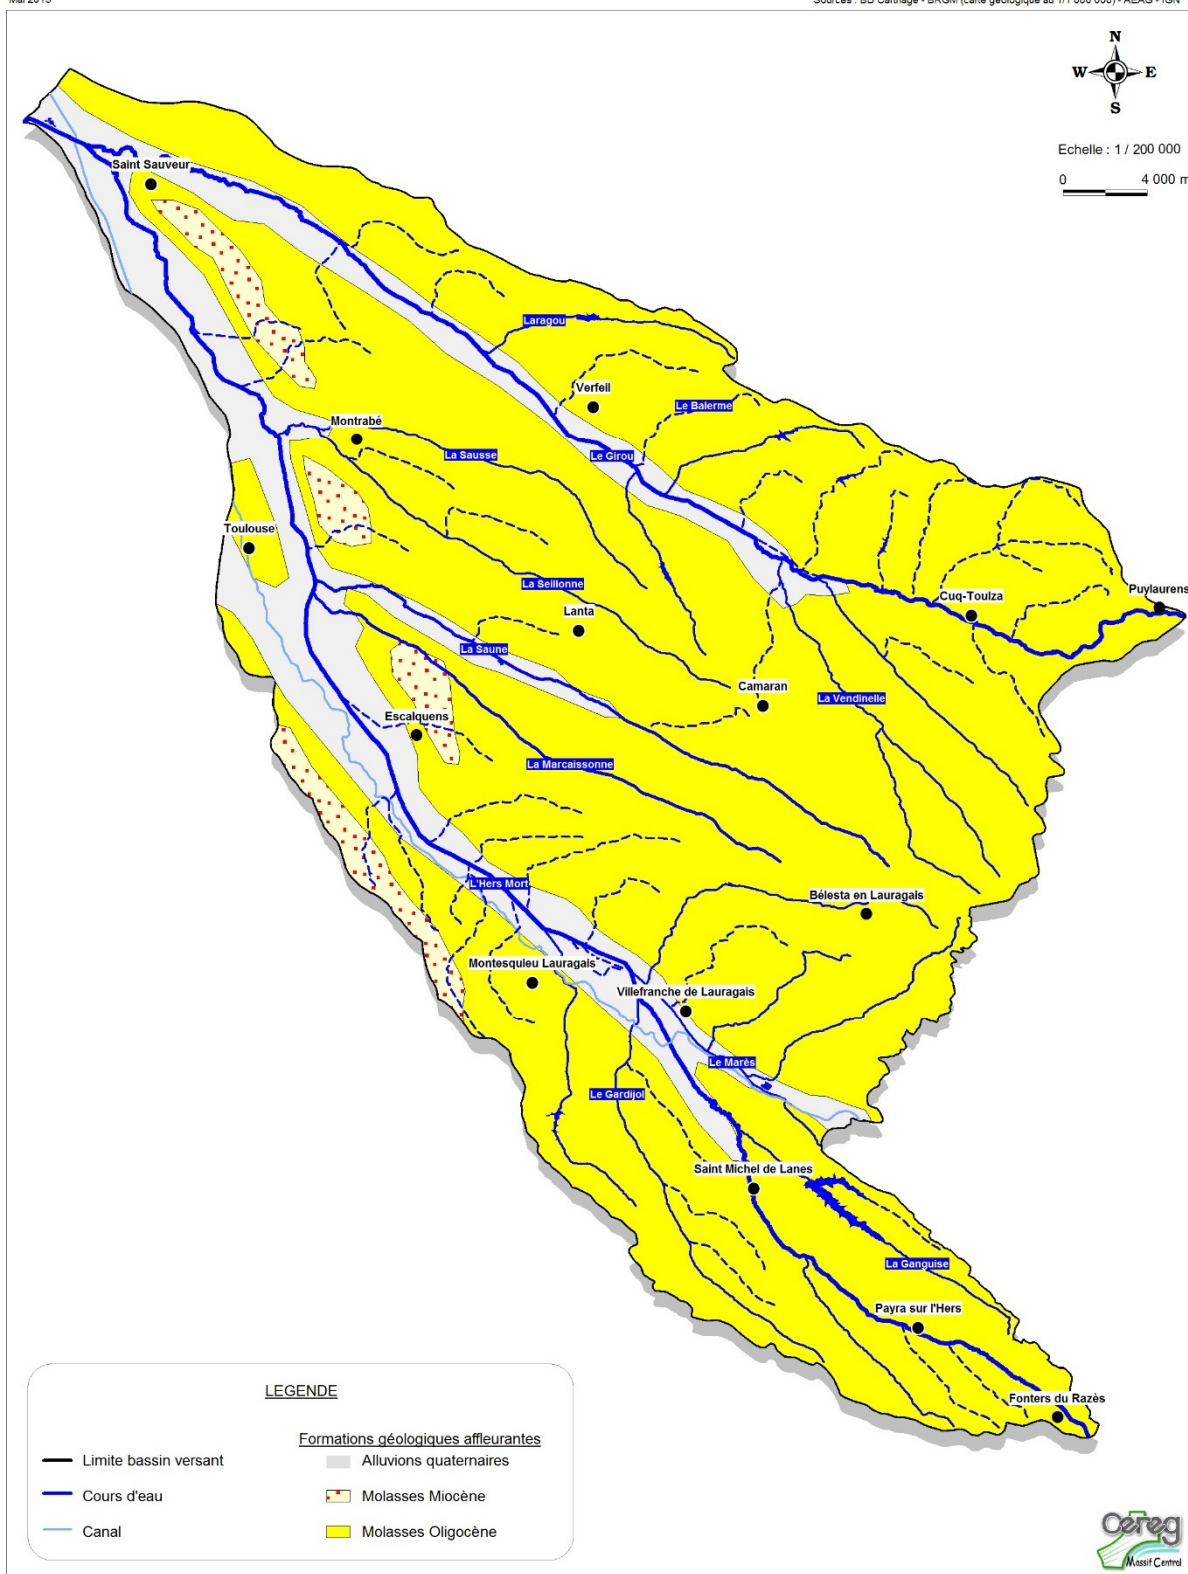 Mai 2015
Sources : BD Carthage - BRGM (carte géologique au 1/1 000 000) - AEAG - IGN
N
W E
S
Echelle : 1 / 200 000
0 4 000 m
Saint Sauveur
Laragou
Verfeil
Le Balerme
Montrabé
La Sausse
Le Girou
Toulouse
La Seillonne
Lanta
Cuq-Toulza
Puylaurens
La Saune
Camaran
La Vendinelle
Escalquens
La Marcaissonne
L'Hers Mort
Bélesta en Lauragais
Montesquieu Lauragais
Villefranche de Lauragais
Le Marès
Le Gardijol
Saint Michel de Lanes
La Ganguise
Payra sur l'Hers
Fonters du Razès
LEGENDE
Formations géologiques affleurantes
Limite bassin versant
Alluvions quaternaires
Cours d'eau
Molasses Miocène
Canal
Molasses Oligocène
Cereg
Massif Central